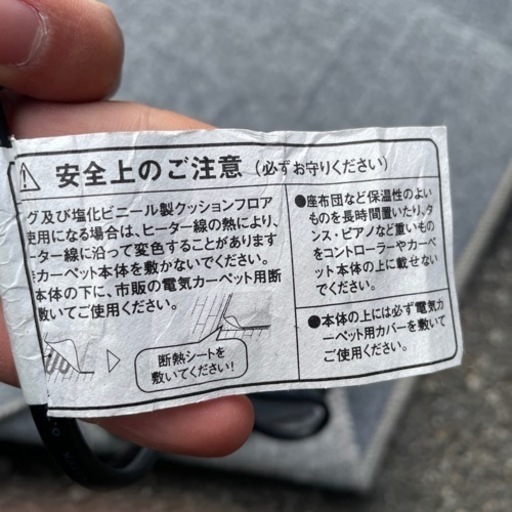 安全上のご注意（必ずお守りください）
グ及び塩化ビニール製クッションフロア
使用になる場合は、ヒーター線の熱により、
ーター線に沿って変色することがあります
カーペット本体を敷かないでください。
本体の下に、市販の電気カーペット用断
敷いてご使用ください。
断熱シートを
敷いてください!
●座布団など保温性のよい
ものを長時間置いたり、タ
ンス・ピアノなど重いもの
をコントローラーやカーペ
ット本体の上に載せない
でください。
●本体の上には必ず電気カ
ーペット用カバーを敷いて
ご使用ください。